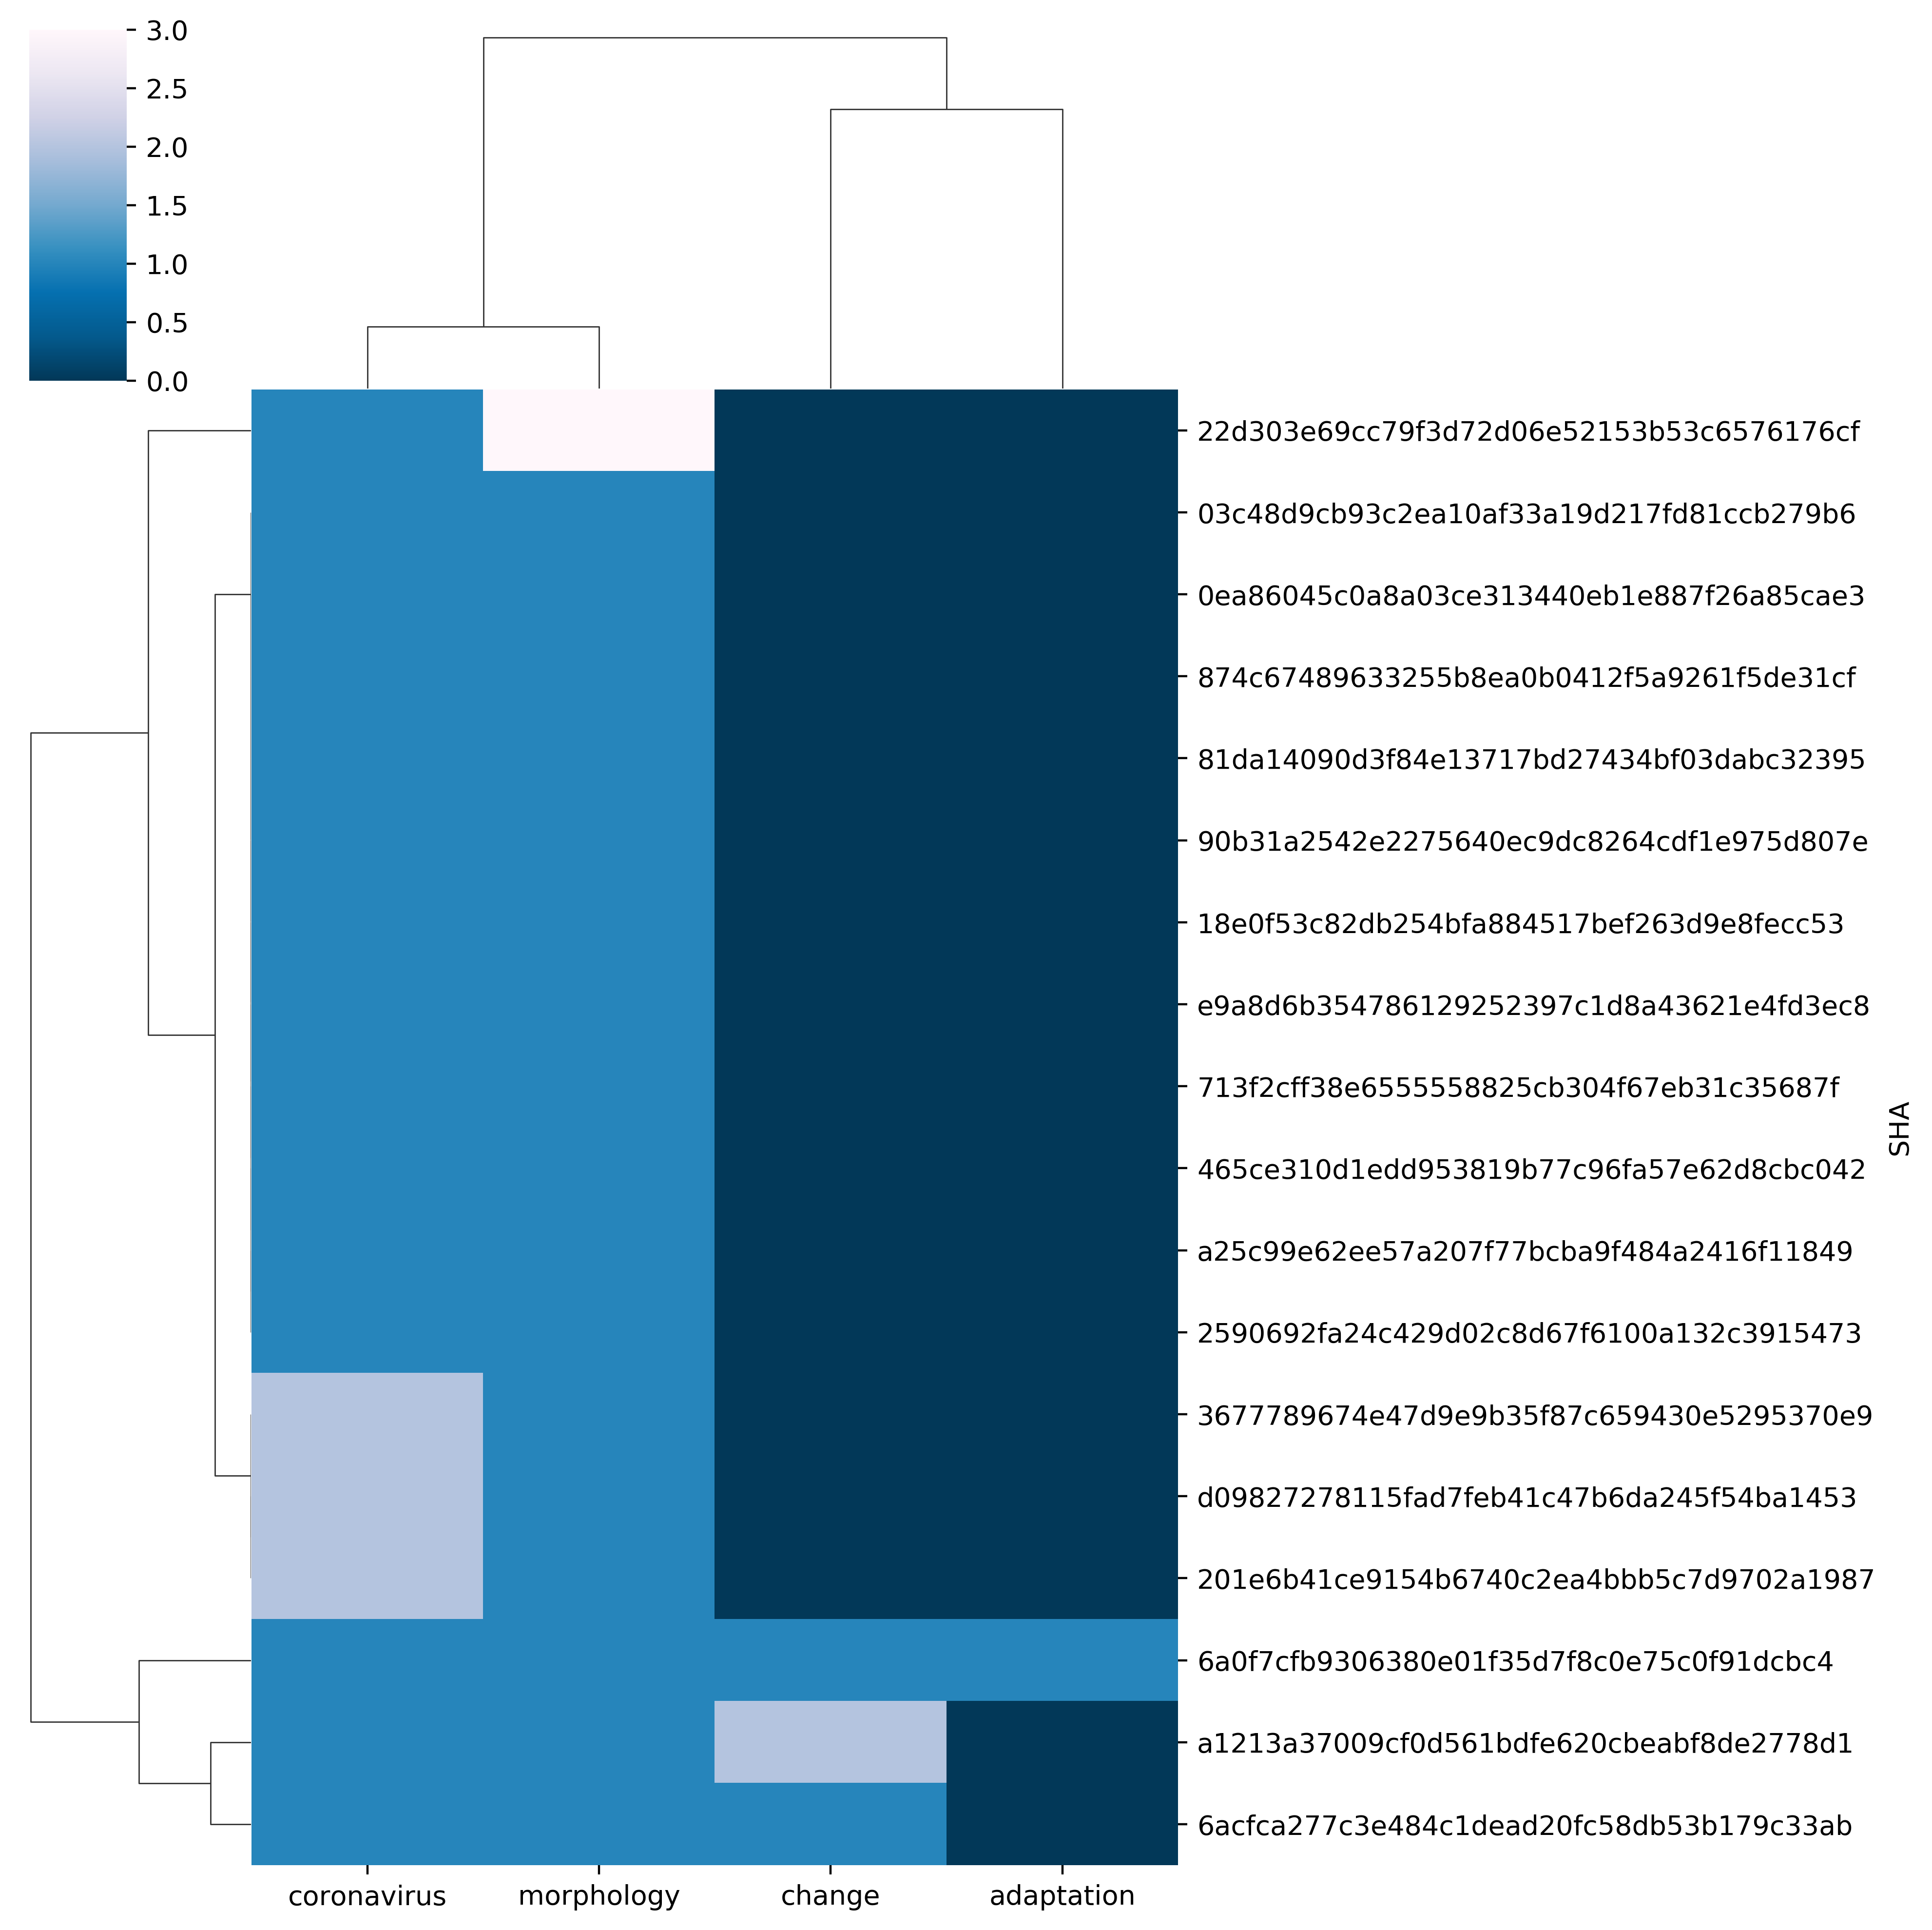 3.0
2.5
2.0
1.5
1.0
0.5
0.0
22d303e69cc79f3d72d06e52153b53c6576176cf
03c48d9cb93c2ea10af33a19d217fd81ccb279b6
0ea86045c0a8a03ce313440eb1e887f26a85cae3
874c67489633255b8ea0b0412f5a9261f5de31cf
81da14090d3f84e13717bd27434bf03dabc32395
90b31a2542e2275640ec9dc8264cdf1e975d807e
18e0f53c82db254bfa884517bef263d9e8fecc53
e9a8d6b354786129252397c1d8a43621e4fd3ec8
713f2cff38e6555558825cb304f67eb31c35687f
465ce310d1edd953819b77c96fa57e62d8cbc042
a25c99e62ee57a207f77bcba9f484a2416f11849
2590692fa24c429d02c8d67f6100a132c3915473
3677789674e47d9e9b35f87c659430e5295370e9
d09827278115fad7feb41c47b6da245f54ba1453
201e6b41ce9154b6740c2ea4bbb5c7d9702a1987
6a0f7cfb9306380e01f35d7f8c0e75c0f91dcbc4
a1213a37009cf0d561bdfe620cbeabf8de2778d1
6acfca277c3e484c1dead20fc58db53b179c33ab
SHA
coronavirus morphology change adaptation